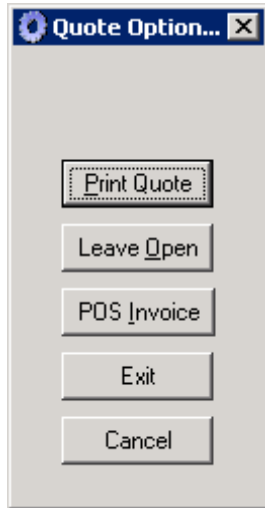 Quote Option...
Print Quote
Leave Open
POS Invoice
Exit
Cancel